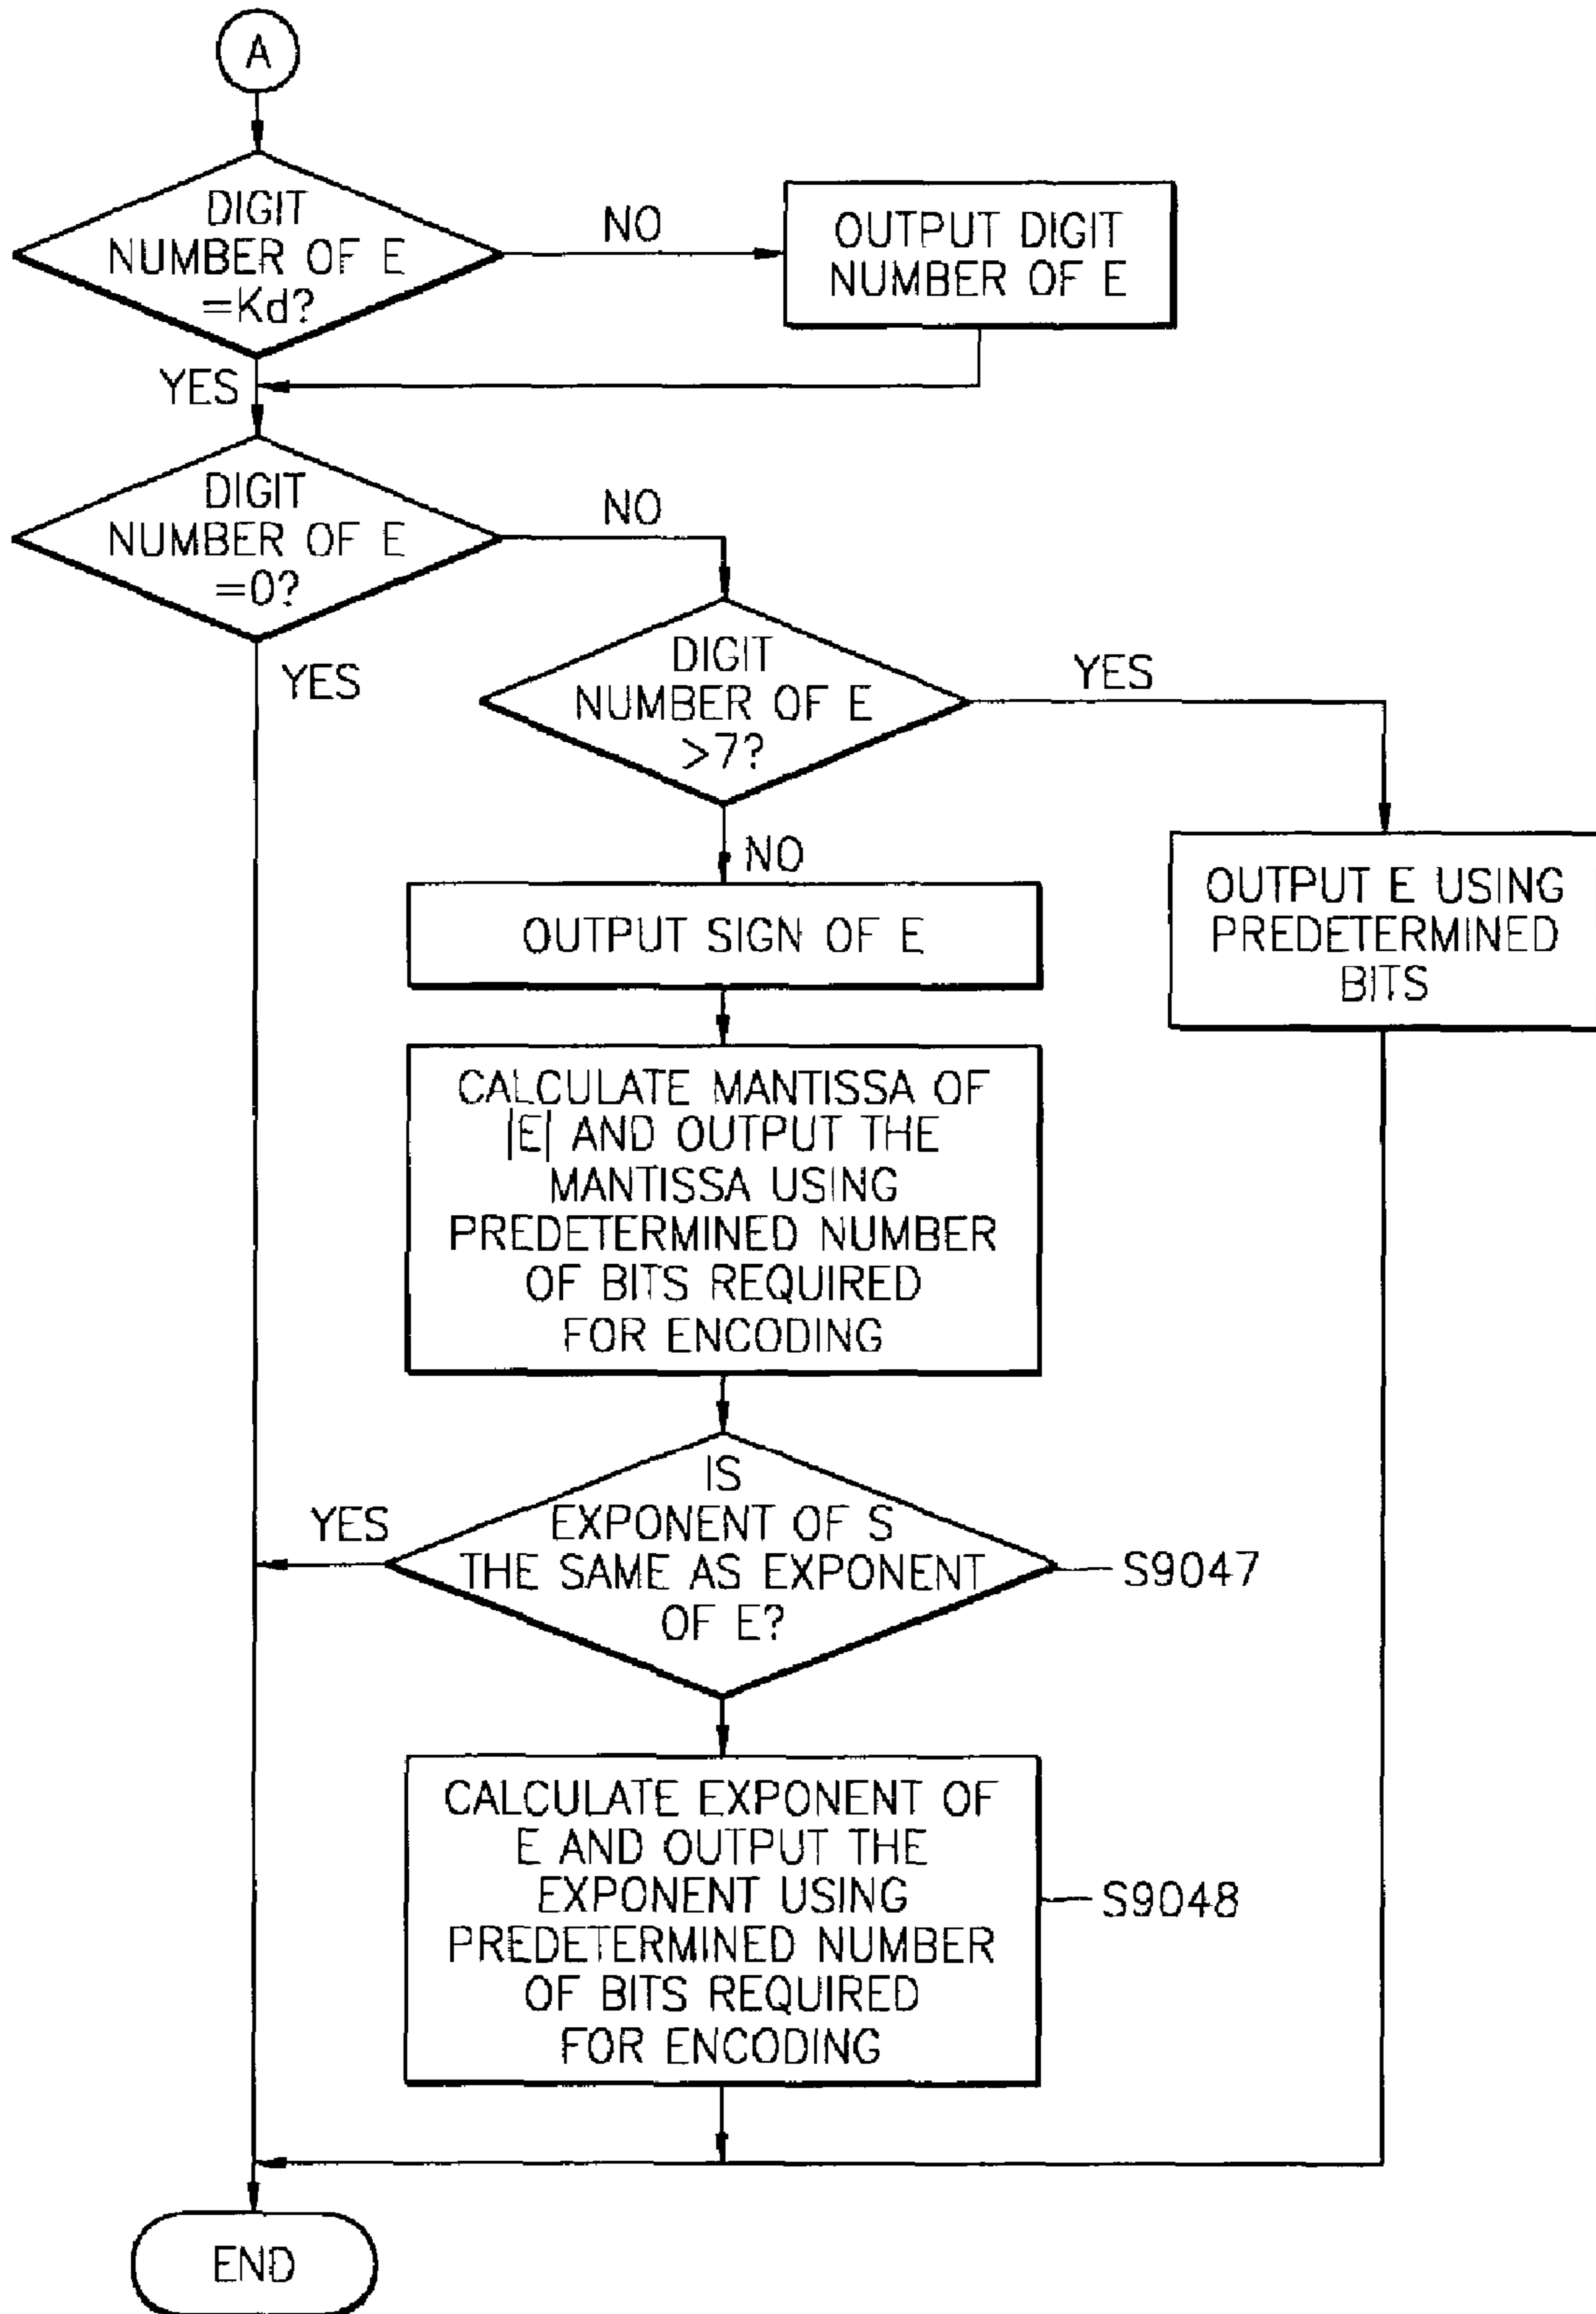 A
DIGIT
NUMBER OF E
=Kd?
NO
OUTPUT DIGIT
NUMBER OF E
YES
DIGIT
NUMBER OF E
=0?
NO
YES
DIGIT
NUMBER OF E
>7?
YES
NO
OUTPUT E USING
PREDETERMINED
BITS
OUTPUT SIGN OF E
CALCULATE MANTISSA OF
|E| AND OUTPUT THE
MANTISSA USING
PREDETERMINED NUMBER
OF BITS REQUIRED
FOR ENCODING
IS
EXPONENT OF S
THE SAME AS EXPONENT
OF E?
YES
S9047
CALCULATE EXPONENT OF
E AND OUTPUT THE
EXPONENT USING
PREDETERMINED NUMBER
OF BITS REQUIRED
FOR ENCODING
S9048
END